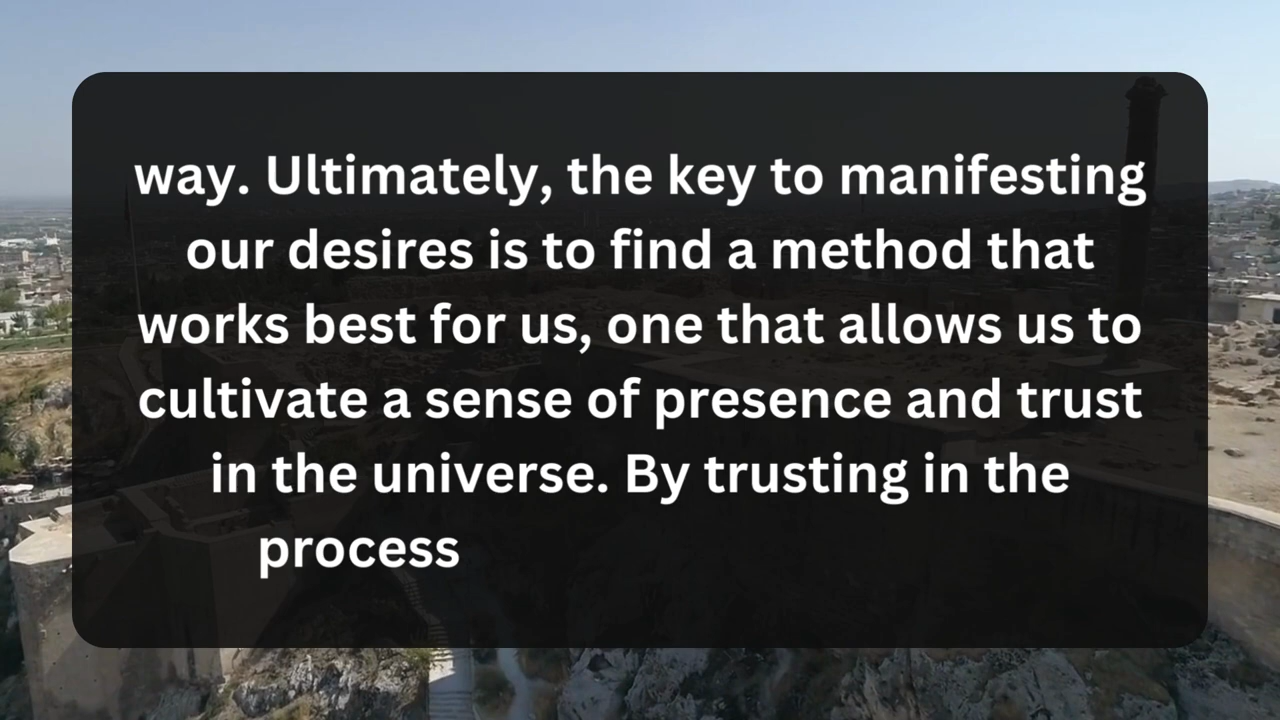 way. Ultimately, the key to manifesting
our desires is to find a method that
works best for us, one that allows us to
cultivate a sense of presence and trust
in the universe. By trusting in the
process